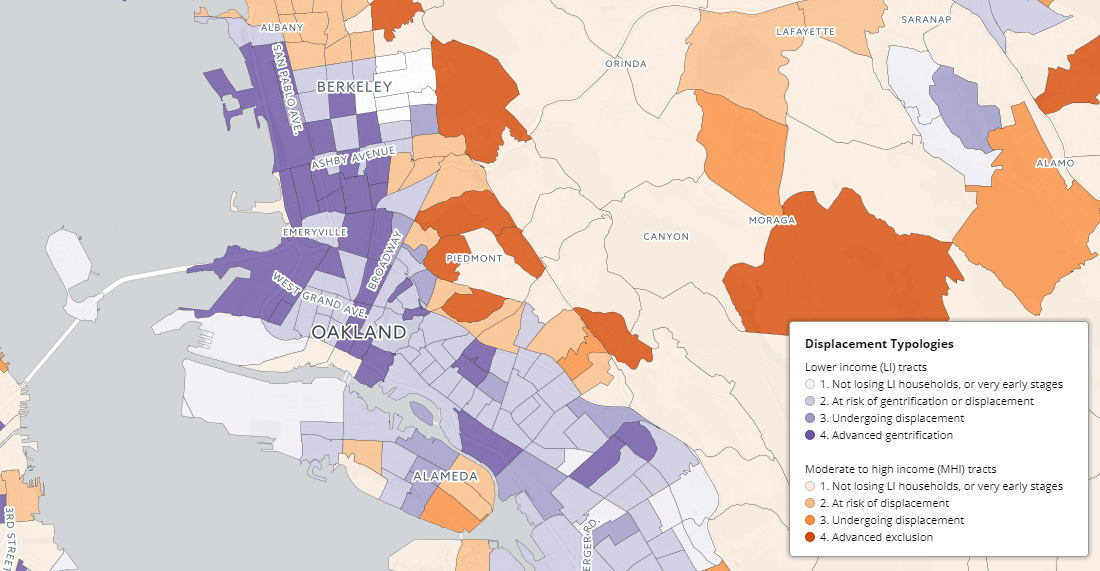 ALBANY
SARANAP
LAFAYETTE
ORINDA
SAN PABLO AVE.
BERKELEY
ASHBY AVENUE
ALAMO
MORAGA
EMERYVILLE
CANYON
BROADWAY
PIEDMONT
WEST GRAND AVE.
OAKLAND
ALAMEDA
3RD STREET
ERGER RD.
Displacement Typologies
Lower income (LI) tracts
1. Not losing LI households, or very early stages
2. At risk of gentrification or displacement
3. Undergoing displacement
4. Advanced gentrification
Moderate to high income (MHI) tracts
1. Not losing LI households, or very early stages
2. At risk of displacement
3. Undergoing displacement
4. Advanced exclusion